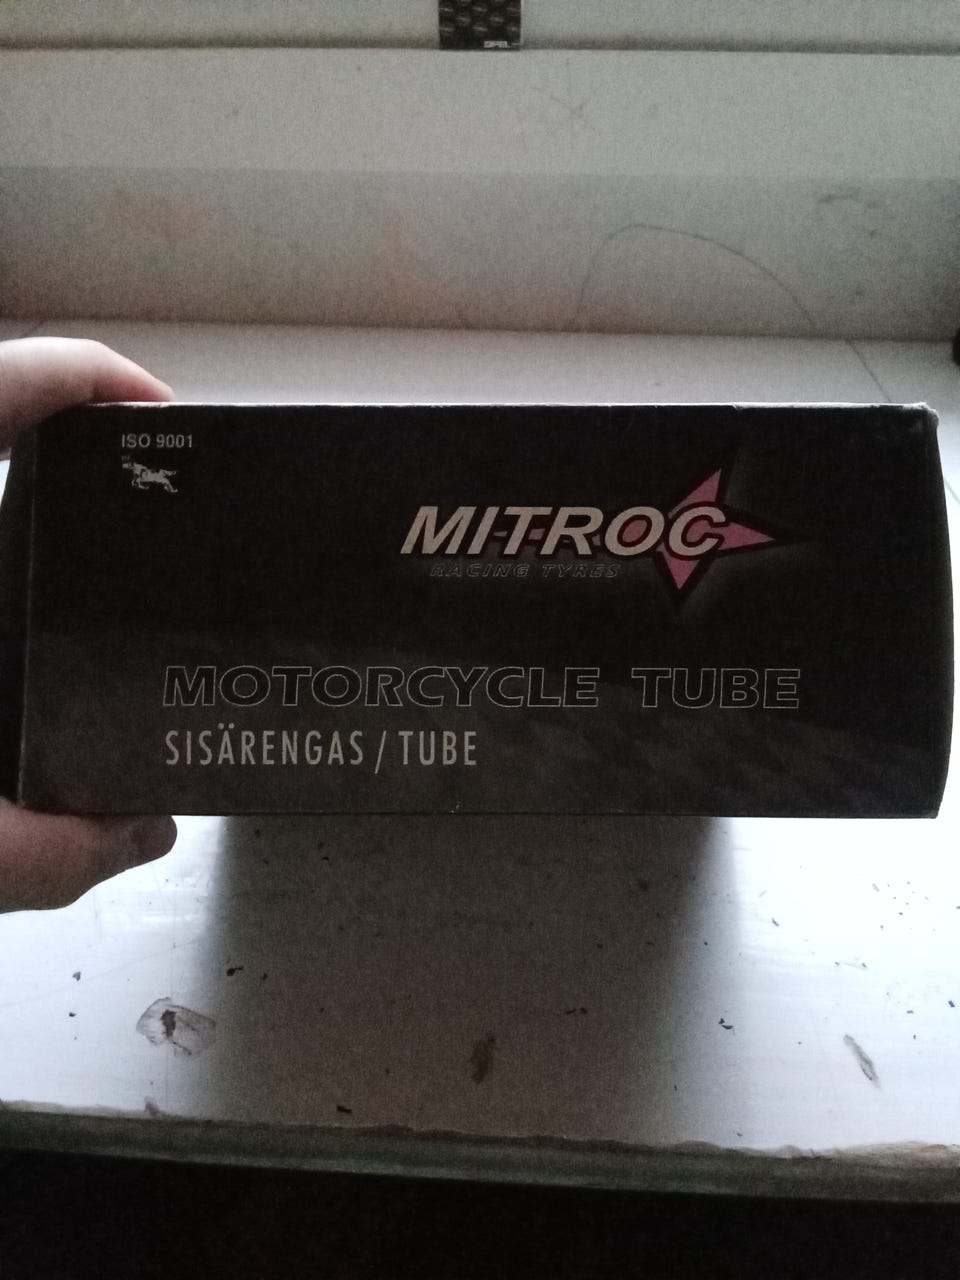 ISO 9001
MITROC
RACING TYRES
MOTORCYCLE TUBE
SISÄRENGAS / TUBE